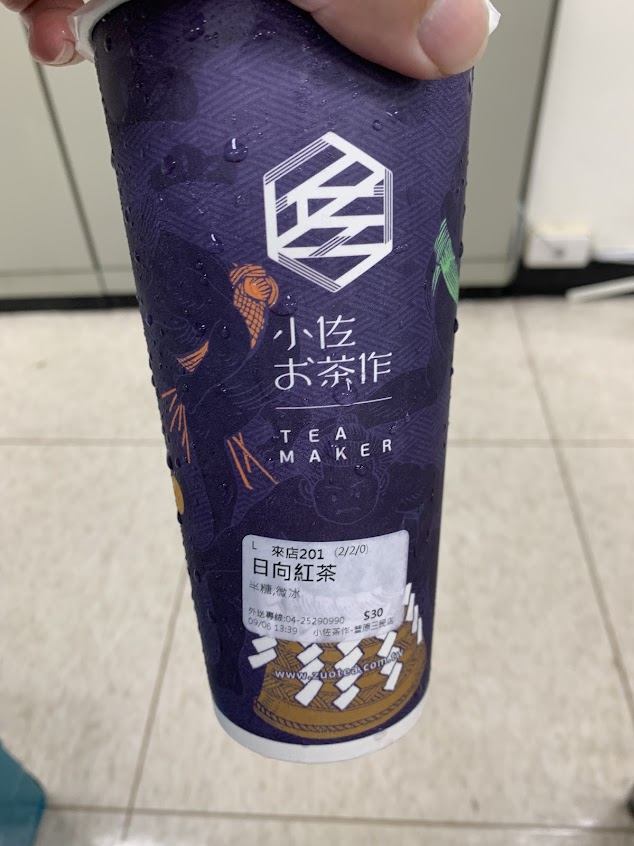 小佐
お茶作
TEA
MAKER
L 來店201 (2/2/0)
日向紅茶
半糖,微冰
外送專線:04-25290990 $30
09/06 13:39 小佐茶作-豐原三民店
www.zuotea.com.tw